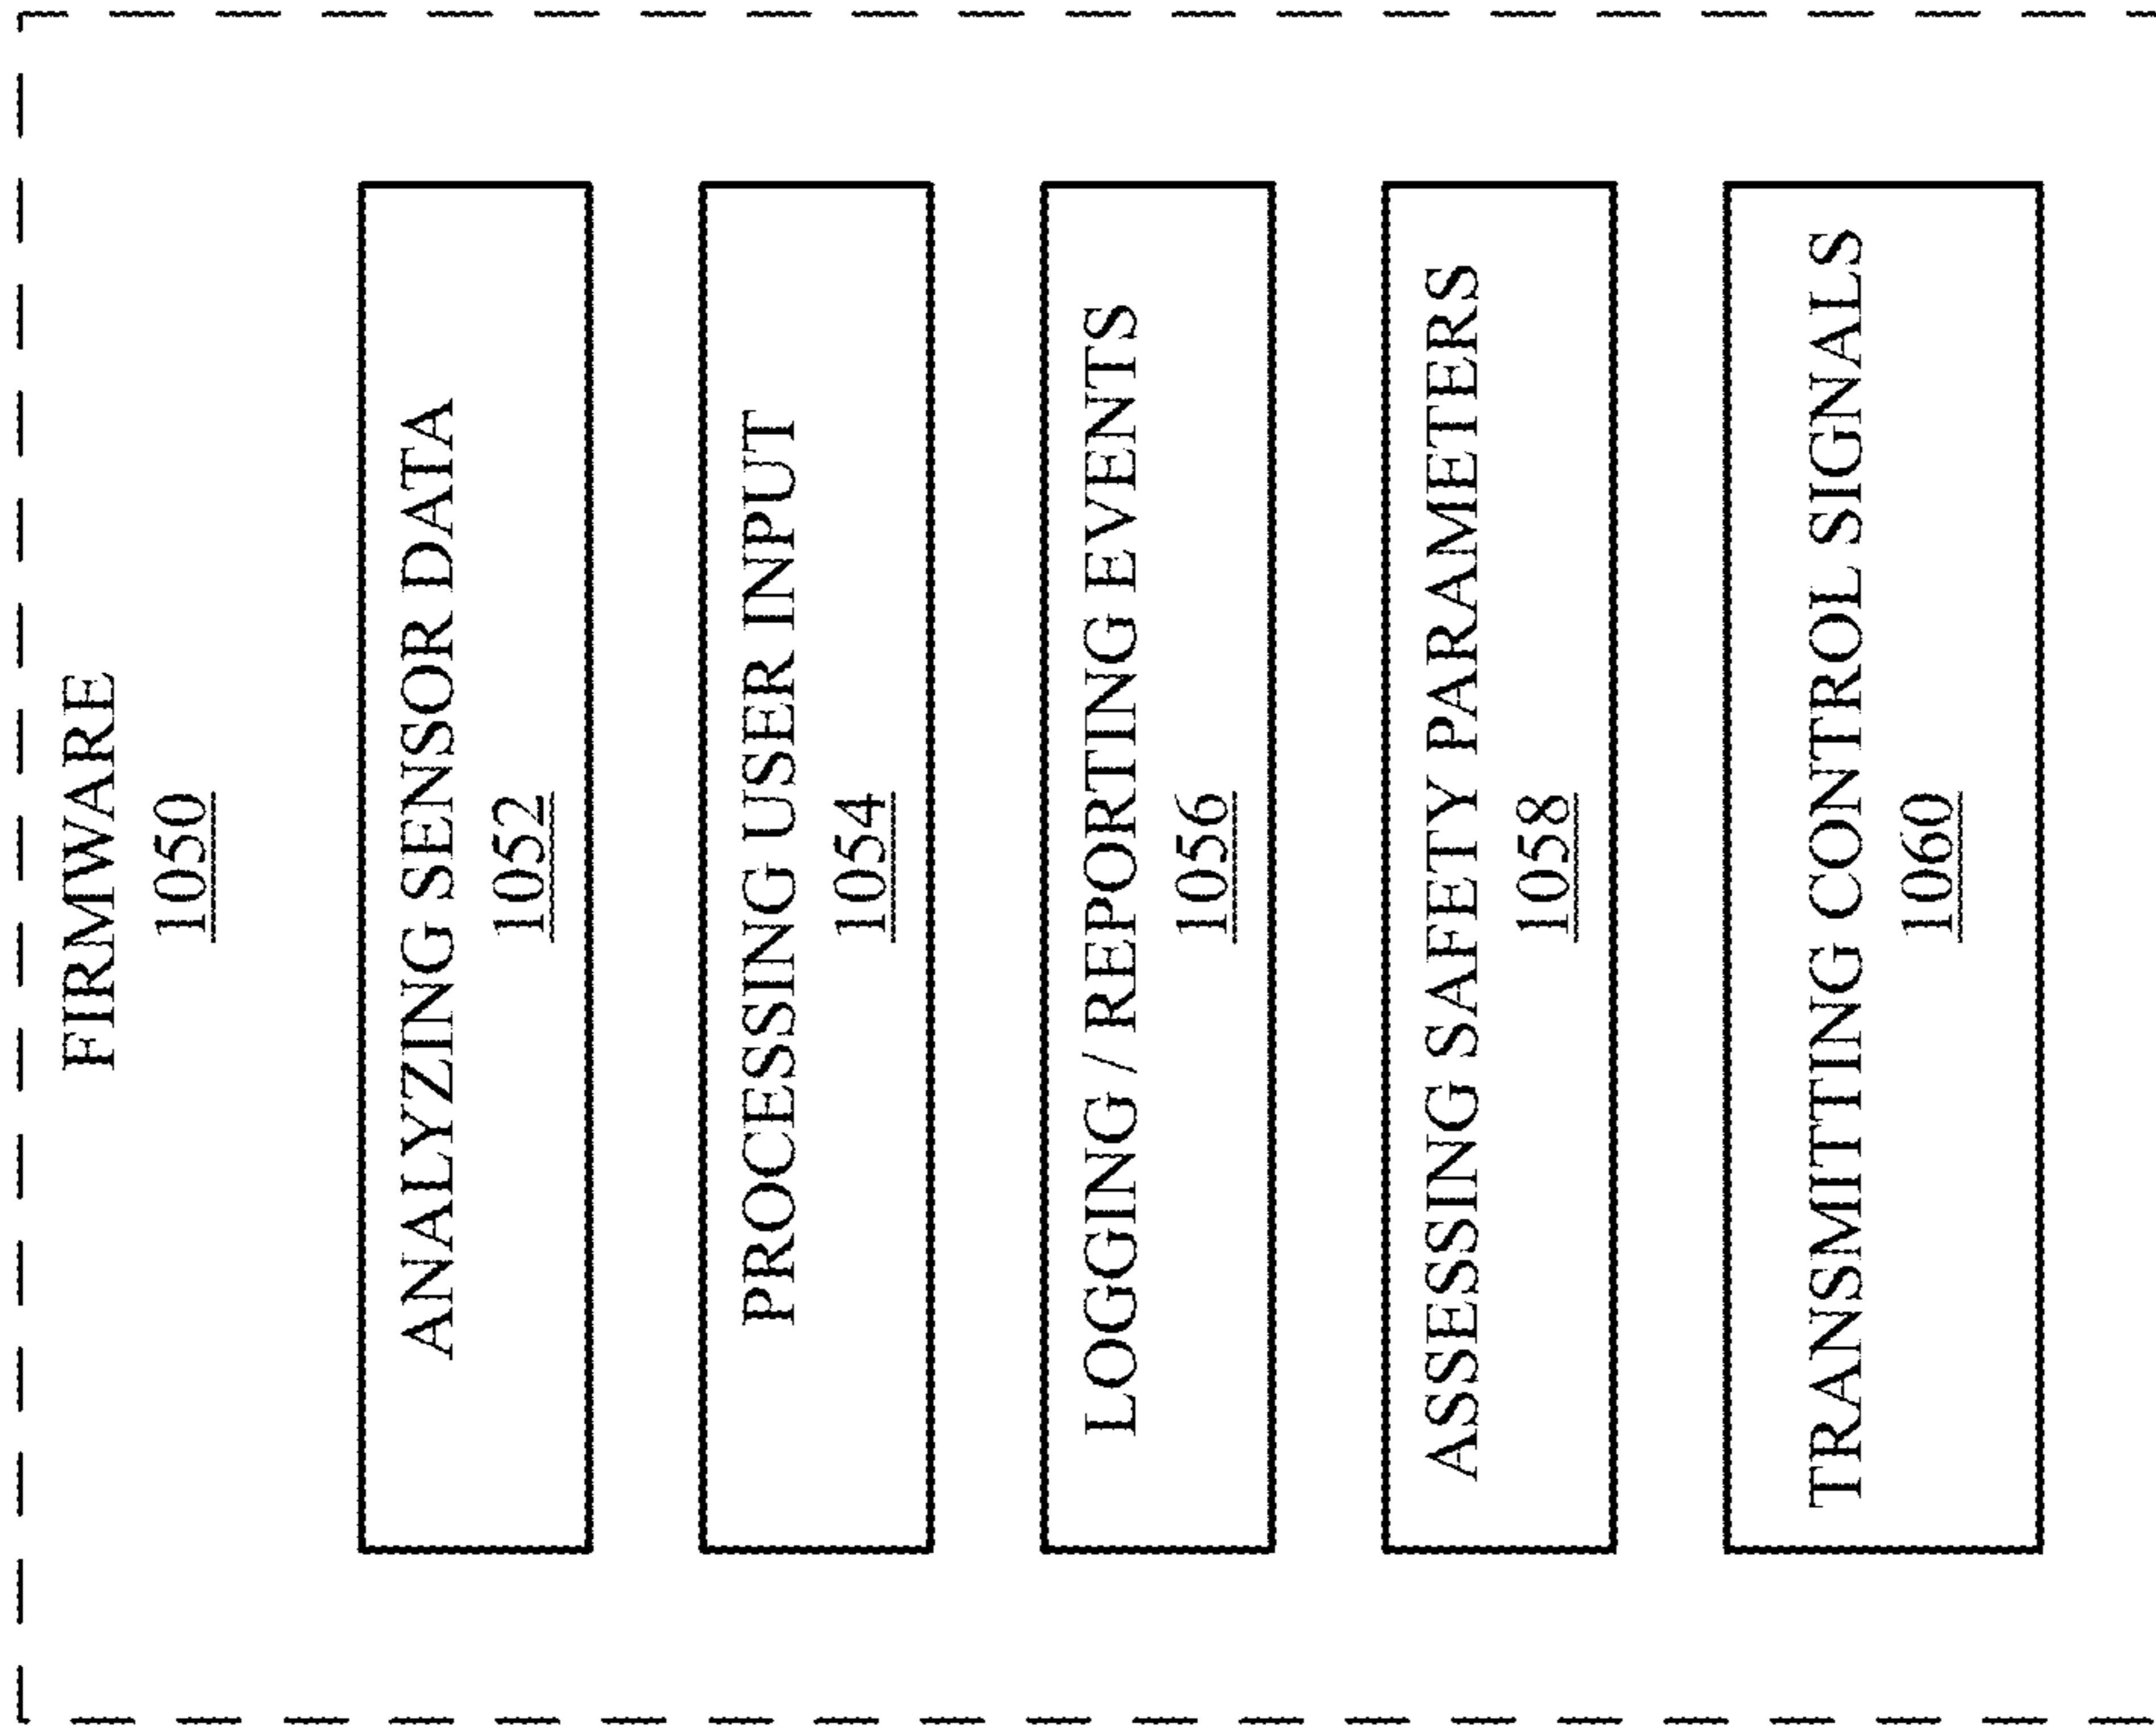 FIRMWARE
1050
ANALYZING SENSOR DATA
1052
PROCESSING USER INPUT
1054
LOGGING / REPORTING EVENTS
1056
ASSESSING SAFETY PARAMETERS
1058
TRANSMITTING CONTROL SIGNALS
1060